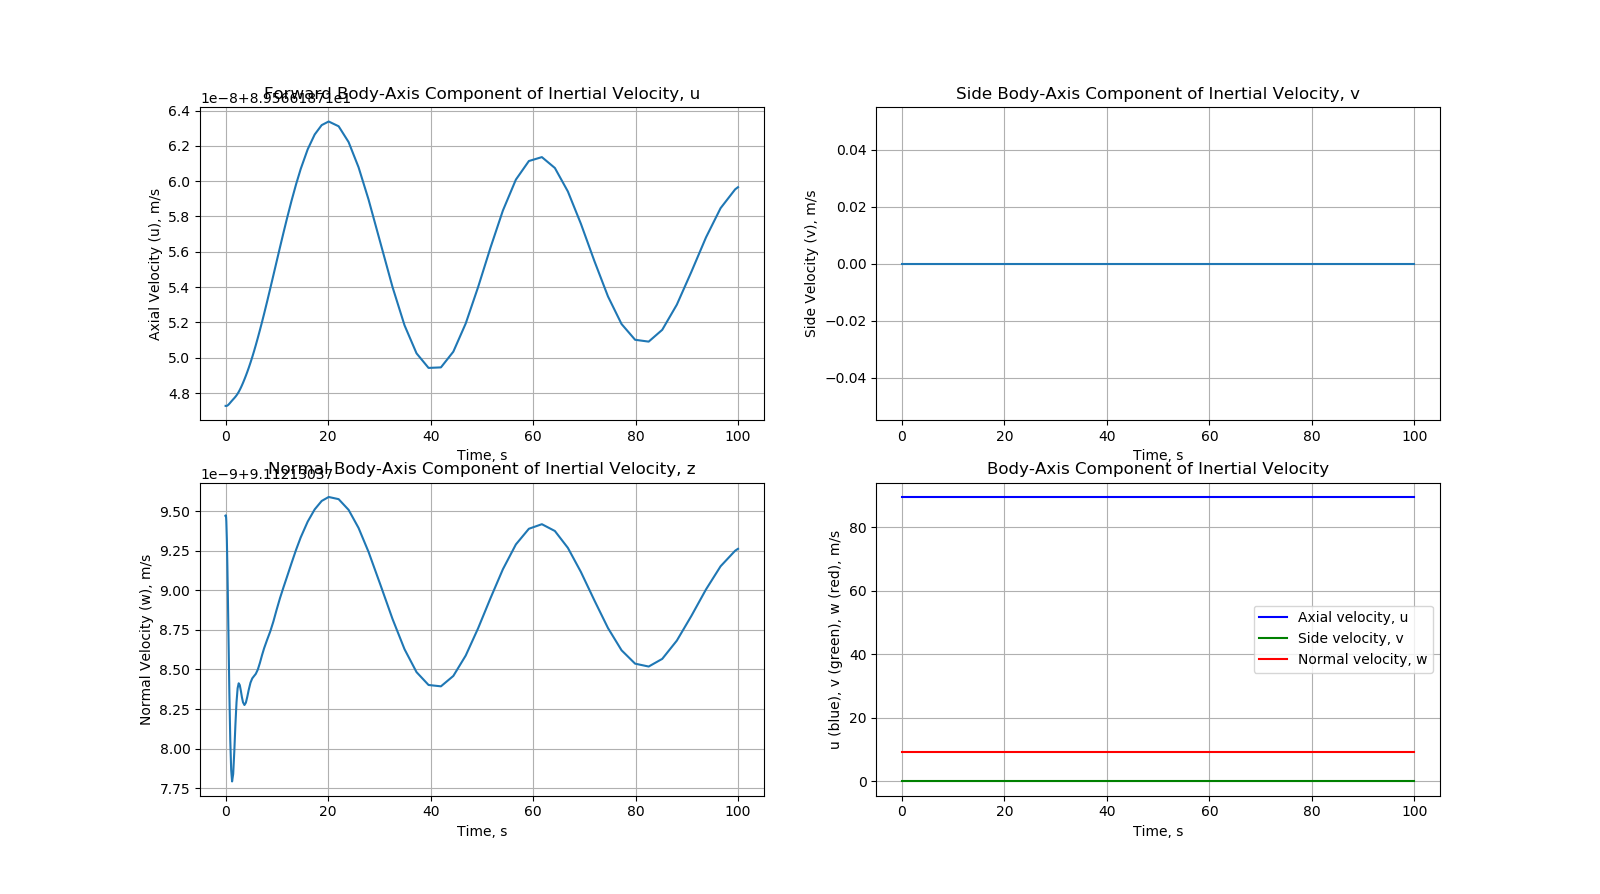 Forward Body-Axis Component of Inertial Velocity, u
1e−8+8.95661871e1
6.4
6.2
6.0
5.8
5.6
5.4
5.2
5.0
4.8
Axial Velocity (u), m/s
0 20 40 60 80 100
Time, s
Side Body-Axis Component of Inertial Velocity, v
0.04
0.02
0.00
−0.02
−0.04
Side Velocity (v), m/s
0 20 40 60 80 100
Time, s
Normal Body-Axis Component of Inertial Velocity, z
1e−9+9.11213037
9.50
9.25
9.00
8.75
8.50
8.25
8.00
7.75
Normal Velocity (w), m/s
0 20 40 60 80 100
Time, s
Body-Axis Component of Inertial Velocity
80
60
40
20
0
u (blue), v (green), w (red), m/s
Axial velocity, u
Side velocity, v
Normal velocity, w
0 20 40 60 80 100
Time, s